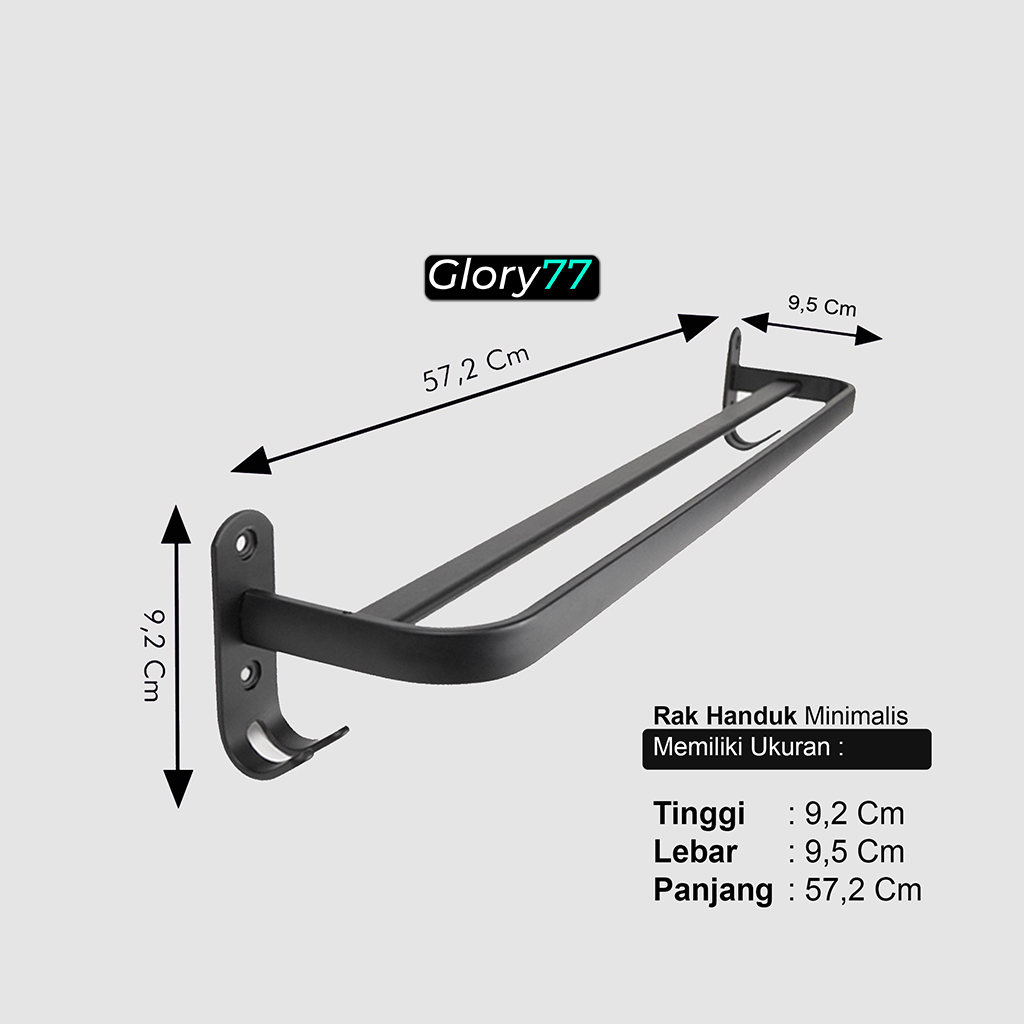 Glory77
9,5 Cm
57,2 Cm
9,2 Cm
Rak Handuk Minimalis
Memiliki Ukuran :
Tinggi : 9,2 Cm
Lebar : 9,5 Cm
Panjang : 57,2 Cm